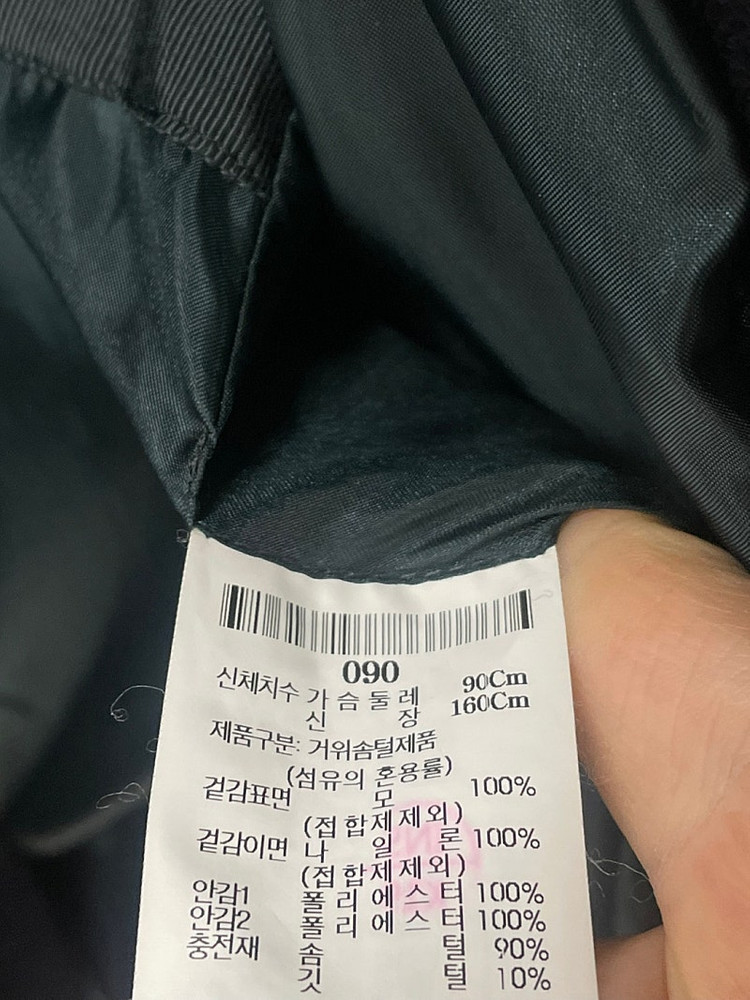 090
신체치수 가슴둘레 90Cm
신장 160Cm
제품구분: 거위솜털제품
(섬유의 혼용률)
겉감표면 모 100%
(접합제제외)
겉감이면 나일론 100%
(접합제제외)
안감1 폴리에스터 100%
안감2 폴리에스터 100%
충전재 솜털 90%
깃털 10%